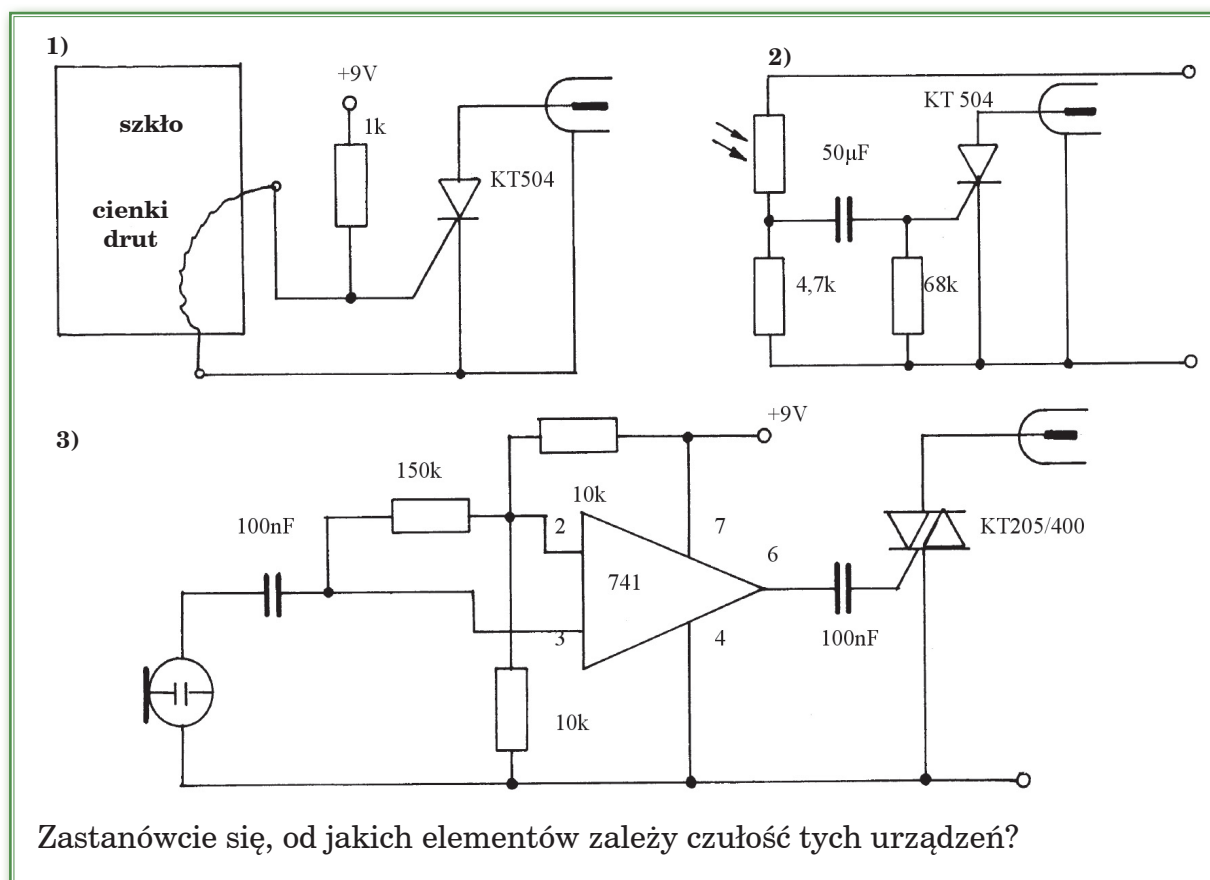 1)
+9V
1k
szkło
cienki
drut
KT504
2)
KT 504
50µF
4,7k
68k
3)
+9V
150k
10k
100nF
2
7
6
KT205/400
741
3
4
100nF
10k
Zastanówcie się, od jakich elementów zależy czułość tych urządzeń?